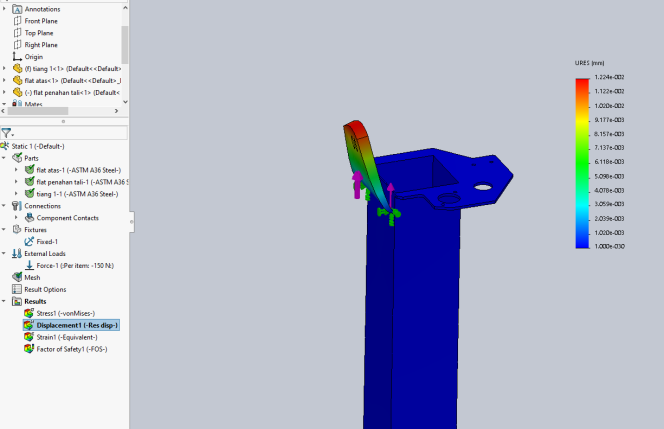 Annotations
Front Plane
Top Plane
Right Plane
Origin
(f) tiang 1<1> (Default<<Default>
flat atas<1> (Default<<Default>_
(-) flat penahan tali<1> (Default<
Mates
Static 1 (-Default-)
Parts
flat atas-1 (-ASTM A36 Steel-)
flat penahan tali-1 (-ASTM A36 S
tiang 1-1 (-ASTM A36 Steel-)
Connections
Component Contacts
Fixtures
Fixed-1
External Loads
Force-1 (:Per item: -150 N:)
Mesh
Result Options
Results
Stress1 (-vonMises-)
Displacement1 (-Res disp-)
Strain1 (-Equivalent-)
Factor of Safety1 (-FOS-)
URES (mm)
1.224e-002
1.122e-002
1.020e-002
9.177e-003
8.157e-003
7.137e-003
6.118e-003
5.098e-003
4.079e-003
3.059e-003
2.039e-003
1.020e-003
1.000e-030